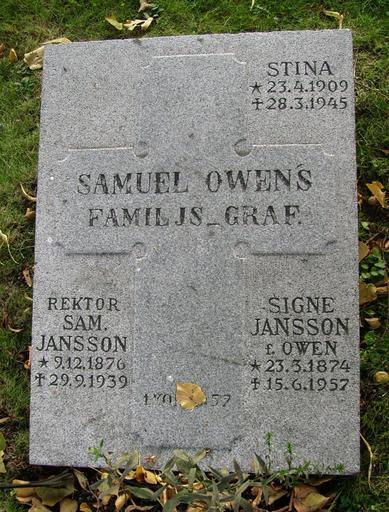 STINA
★ 23.4.1909
✝ 28.3.1945
SAMUEL OWENS
FAMILJS_GRAF.
REKTOR
SAM.
JANSSON
★ 9.12.1876
✝ 29.9.1939
SIGNE
JANSSON
F. OWEN
★ 23.3.1874
✝ 15.6.1957